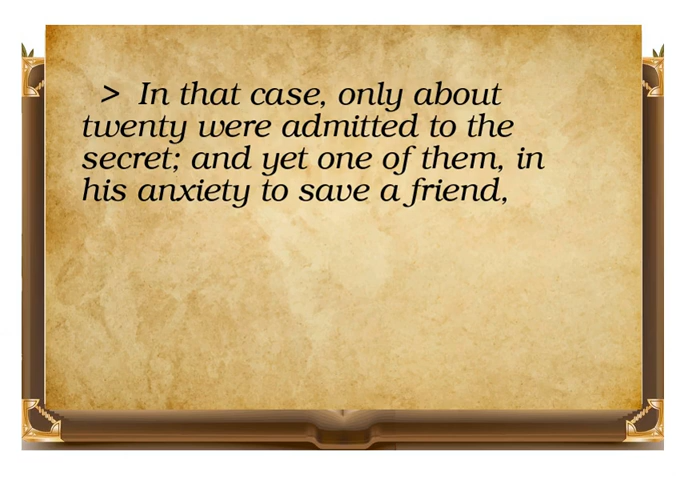 > In that case, only about
twenty were admitted to the
secret; and yet one of them, in
his anxiety to save a friend,